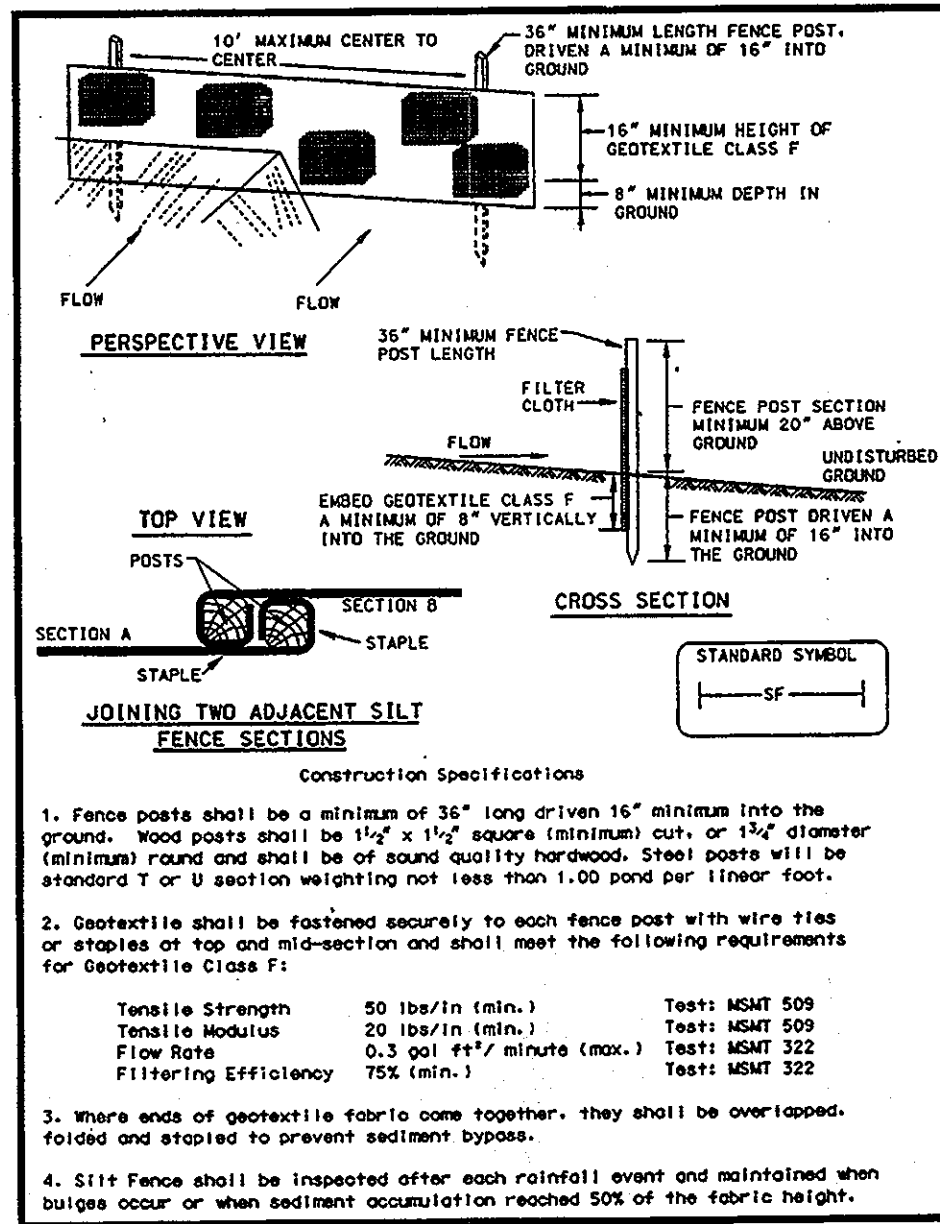 10' MAXIMUM CENTER TO
CENTER
36" MINIMUM LENGTH FENCE POST,
DRIVEN A MINIMUM OF 16" INTO
GROUND
16" MINIMUM HEIGHT OF
GEOTEXTILE CLASS F
8" MINIMUM DEPTH IN
GROUND
FLOW
FLOW
PERSPECTIVE VIEW
36" MINIMUM FENCE
POST LENGTH
FILTER
CLOTH
FENCE POST SECTION
MINIMUM 20" ABOVE
GROUND
FLOW
UNDISTURBED
GROUND
EMBED GEOTEXTILE CLASS F
A MINIMUM OF 8" VERTICALLY
INTO THE GROUND
FENCE POST DRIVEN A
MINIMUM OF 16" INTO
THE GROUND
CROSS SECTION
TOP VIEW
POSTS
SECTION B
SECTION A
STAPLE
STAPLE
JOINING TWO ADJACENT SILT
FENCE SECTIONS
STANDARD SYMBOL
SF
Construction Specifications
1. Fence posts shall be a minimum of 36" long driven 16" minimum into the
ground. Wood posts shall be 1½" x 1½" square (minimum) cut, or 1¾" diameter
(minimum) round and shall be of sound quality hardwood. Steel posts will be
standard T or U section weighting not less than 1.00 pond per linear foot.
2. Geotextile shall be fastened securely to each fence post with wire ties
or staples at top and mid-section and shall meet the following requirements
for Geotextile Class F:
Tensile Strength 50 lbs/in (min.) Test: MSMT 509
Tensile Modulus 20 lbs/in (min.) Test: MSMT 509
Flow Rate 0.3 gal ft²/ minute (max.) Test: MSMT 322
Filtering Efficiency 75% (min.) Test: MSMT 322
3. Where ends of geotextile fabric come together, they shall be overlapped,
folded and stapled to prevent sediment bypass.
4. Silt Fence shall be inspected after each rainfall event and maintained when
bulges occur or when sediment accumulation reached 50% of the fabric height.